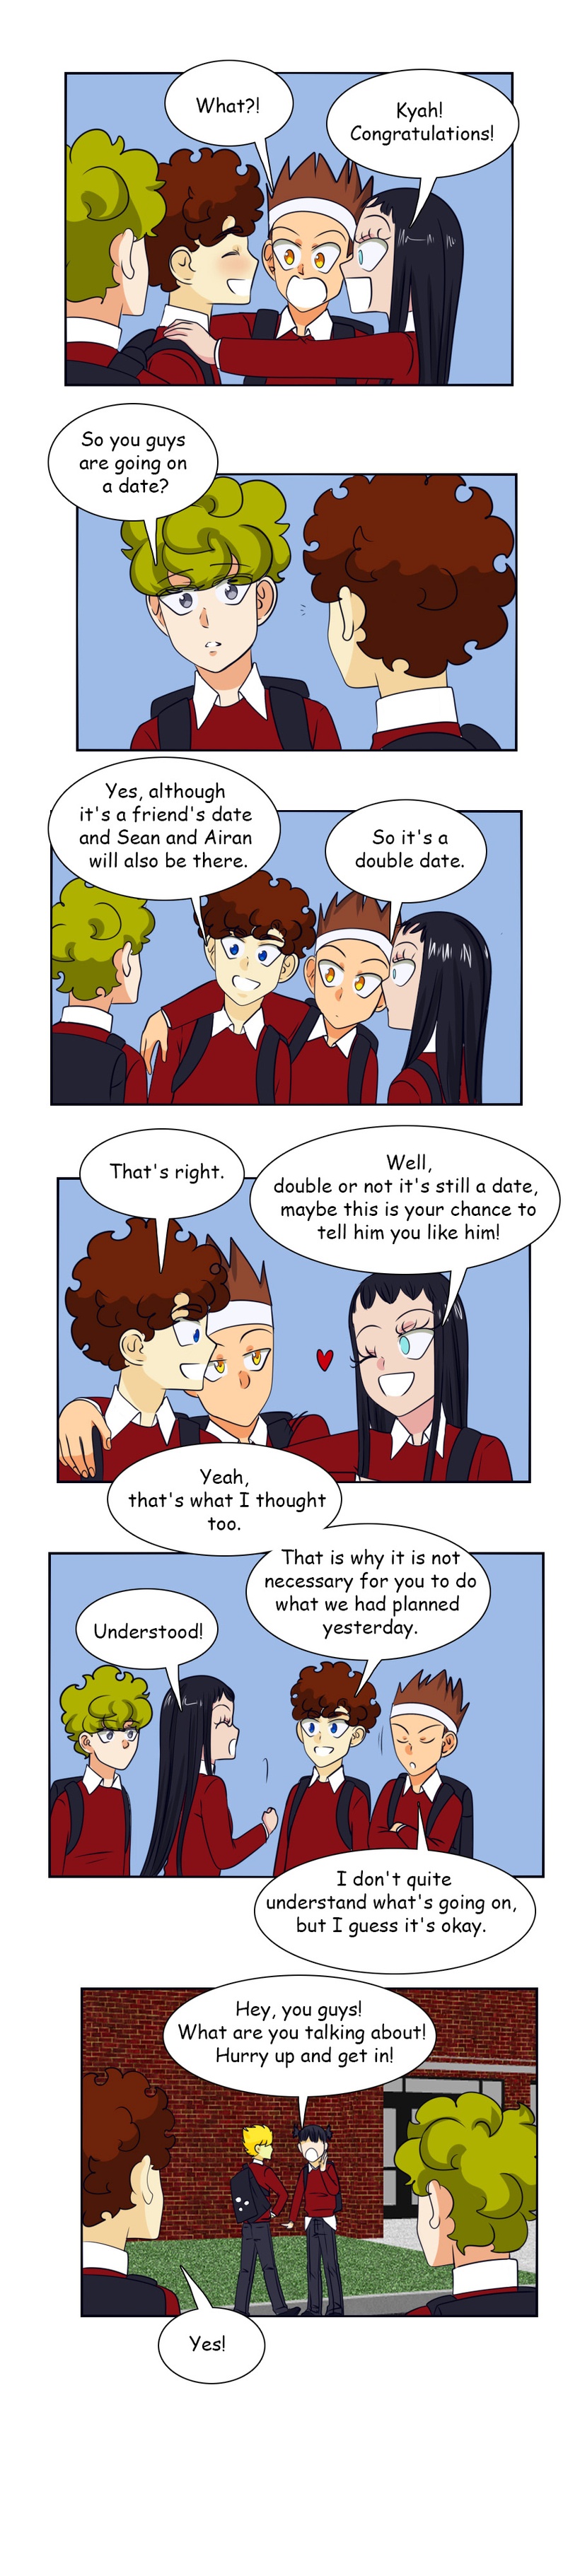 What?!
Kyah!
Congratulations!
So you guys
are going on
a date?
Yes, although
it's a friend's date
and Sean and Airan
will also be there.
So it's a
double date.
That's right.
Well,
double or not it's still a date,
maybe this is your chance to
tell him you like him!
Yeah,
that's what I thought
too.
That is why it is not
necessary for you to do
what we had planned
yesterday.
Understood!
I don't quite
understand what's going on,
but I guess it's okay.
Hey, you guys!
What are you talking about!
Hurry up and get in!
Yes!